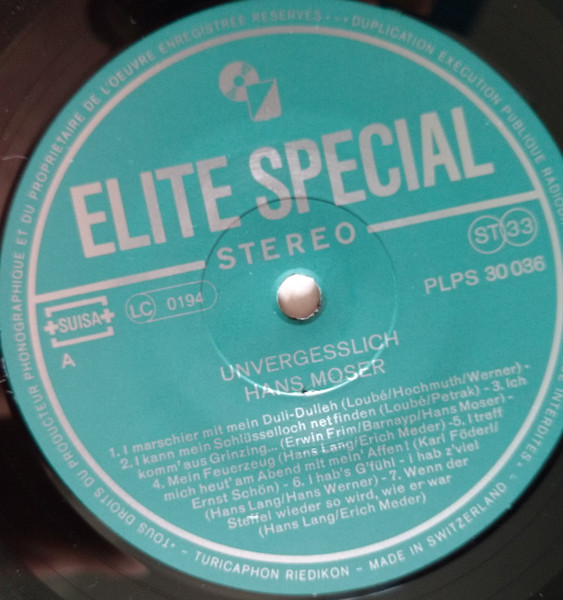 ELITE SPECIAL
STEREO
ST 33
PLPS 30 036
SUISA
LC 0194
A
UNVERGESSLICH
HANS MOSER
1. I marschier mit mein Duli-Dulleh (Loubé/Hochmuth/Werner) -
2. I kann mein Schlüsselloch net finden (Loubé/Petrak) - 3. Ich
komm' aus Grinzing... (Erwin Frim/Barnayp/Hans Moser) -
4. Mein Feuerzeug (Hans Lang/Erich Meder) -5. I treff
mich heut' am Abend mit mein' Affen! (Karl Föderl/
Ernst Schön) - 6. I hab's G'fühl - i hab z'viel
(Hans Lang/Hans Werner) - 7. Wenn der
Steffel wieder so wird, wie er war
(Hans Lang/Erich Meder)
TOUS DROITS DU PRODUCTEUR PHONOGRAPHIQUE ET DU PROPRIETAIRE DE L'OEUVRE ENREGISTREE RESERVES • • • DUPLICATION EXECUTION PUBLIQUE RADIO INTERDITES •
TURICAPHON RIEDIKON - MADE IN SWITZERLAND